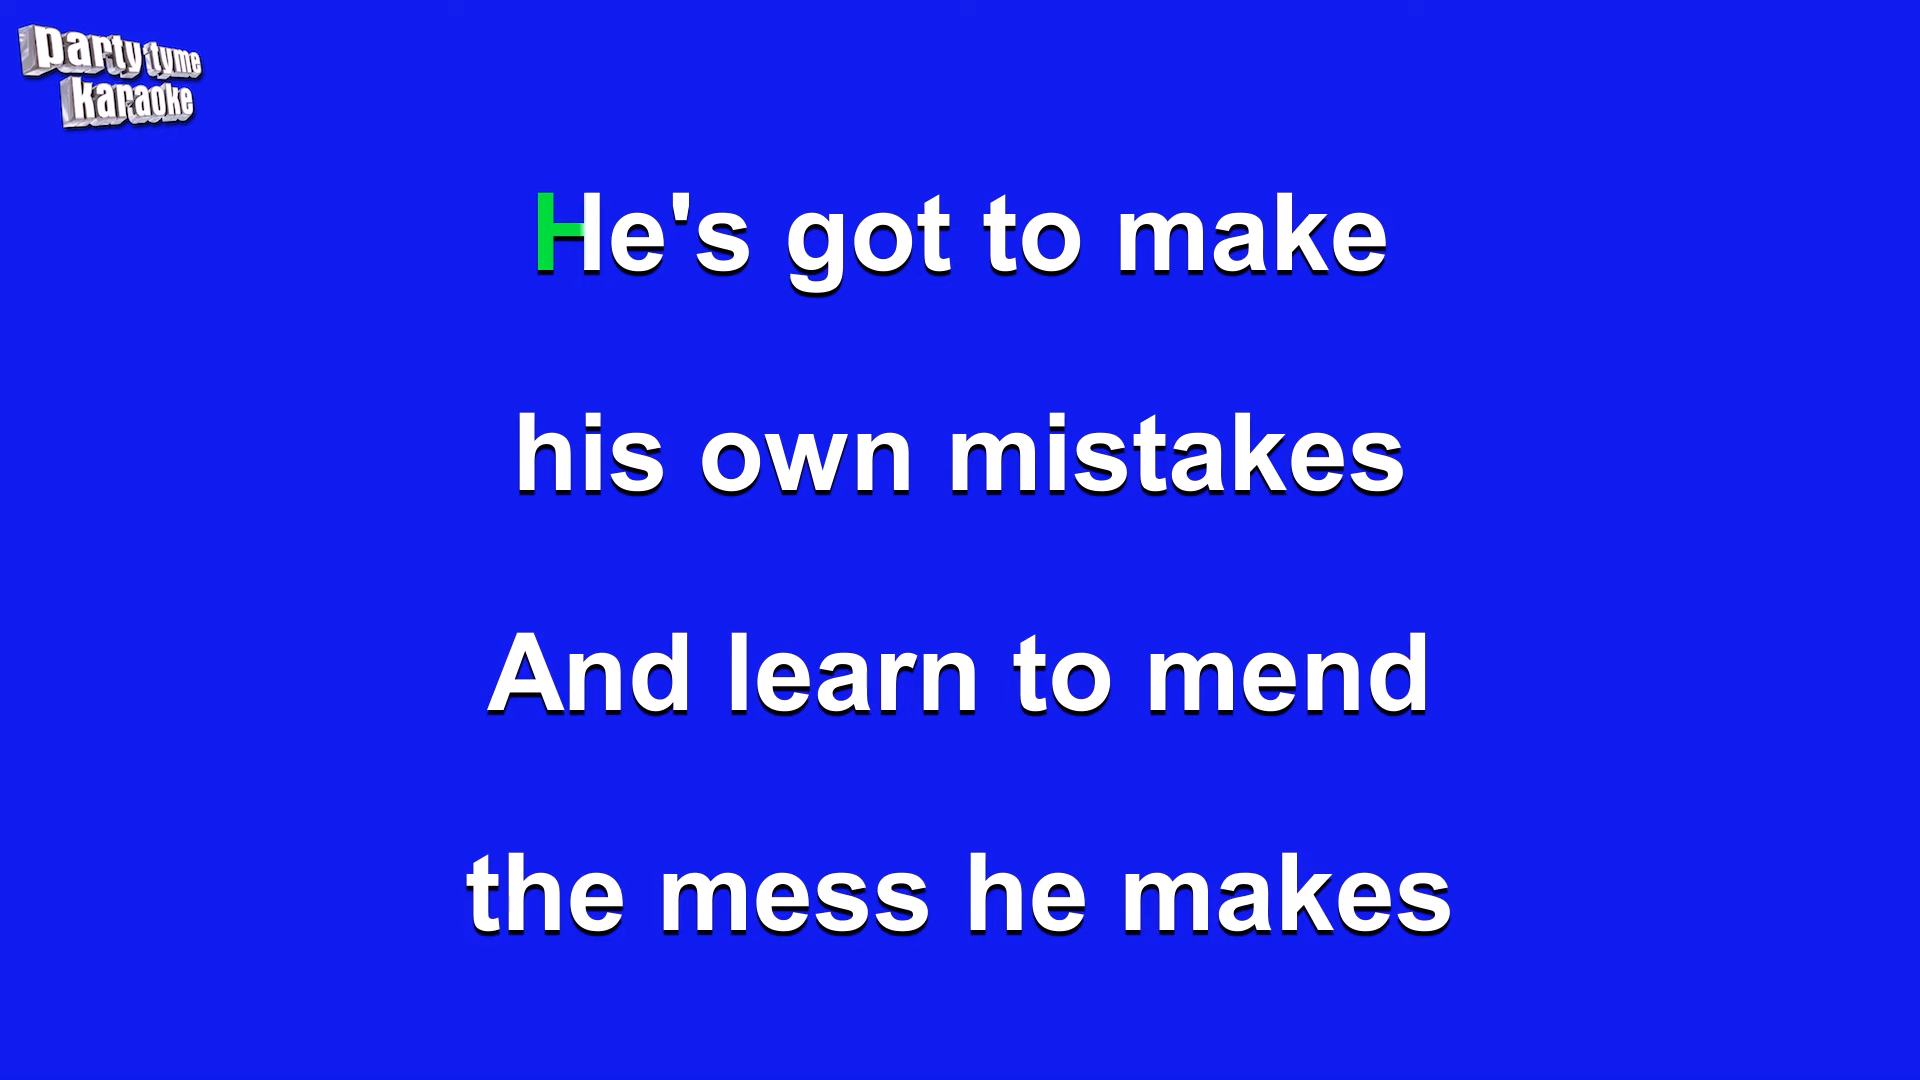 party tyme
karaoke
He's got to make
his own mistakes
And learn to mend
the mess he makes